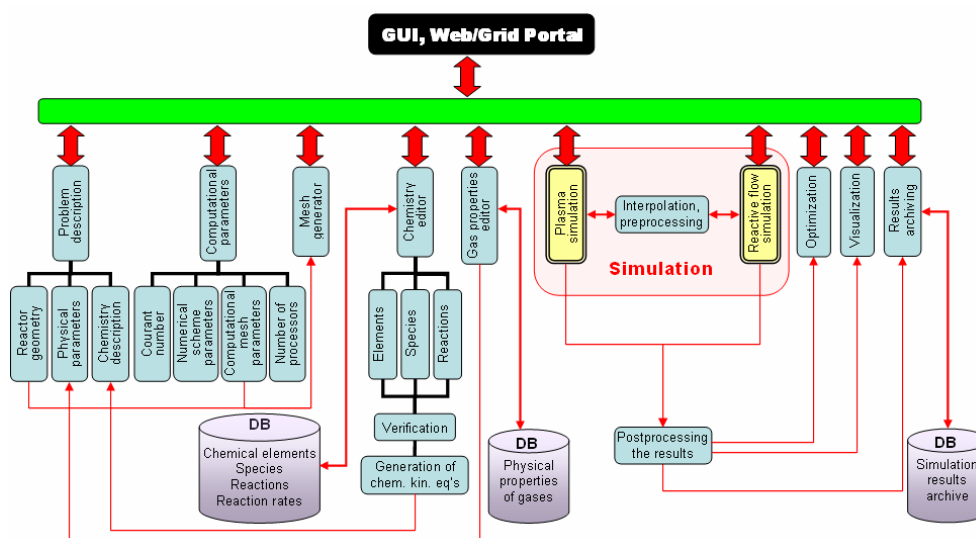 GUI, Web/Grid Portal
Problem
description
Computational
parameters
Mesh
generator
Chemistry
editor
Gas properties
editor
Plasma
simulation
Interpolation,
preprocessing
Reactive flow
simulation
Optimization
Visualization
Results
archiving
Simulation
Reactor
geometry
Physical
parameters
Chemistry
description
Courant
number
Numerical
scheme
parameters
Computational
mesh
parameters
Number of
processors
Elements
Species
Reactions
Verification
Generation of
chem. kin. eq's
DB
Chemical elements
Species
Reactions
Reaction rates
DB
Physical
properties
of gases
Postprocessing
the results
DB
Simulation
results
archive